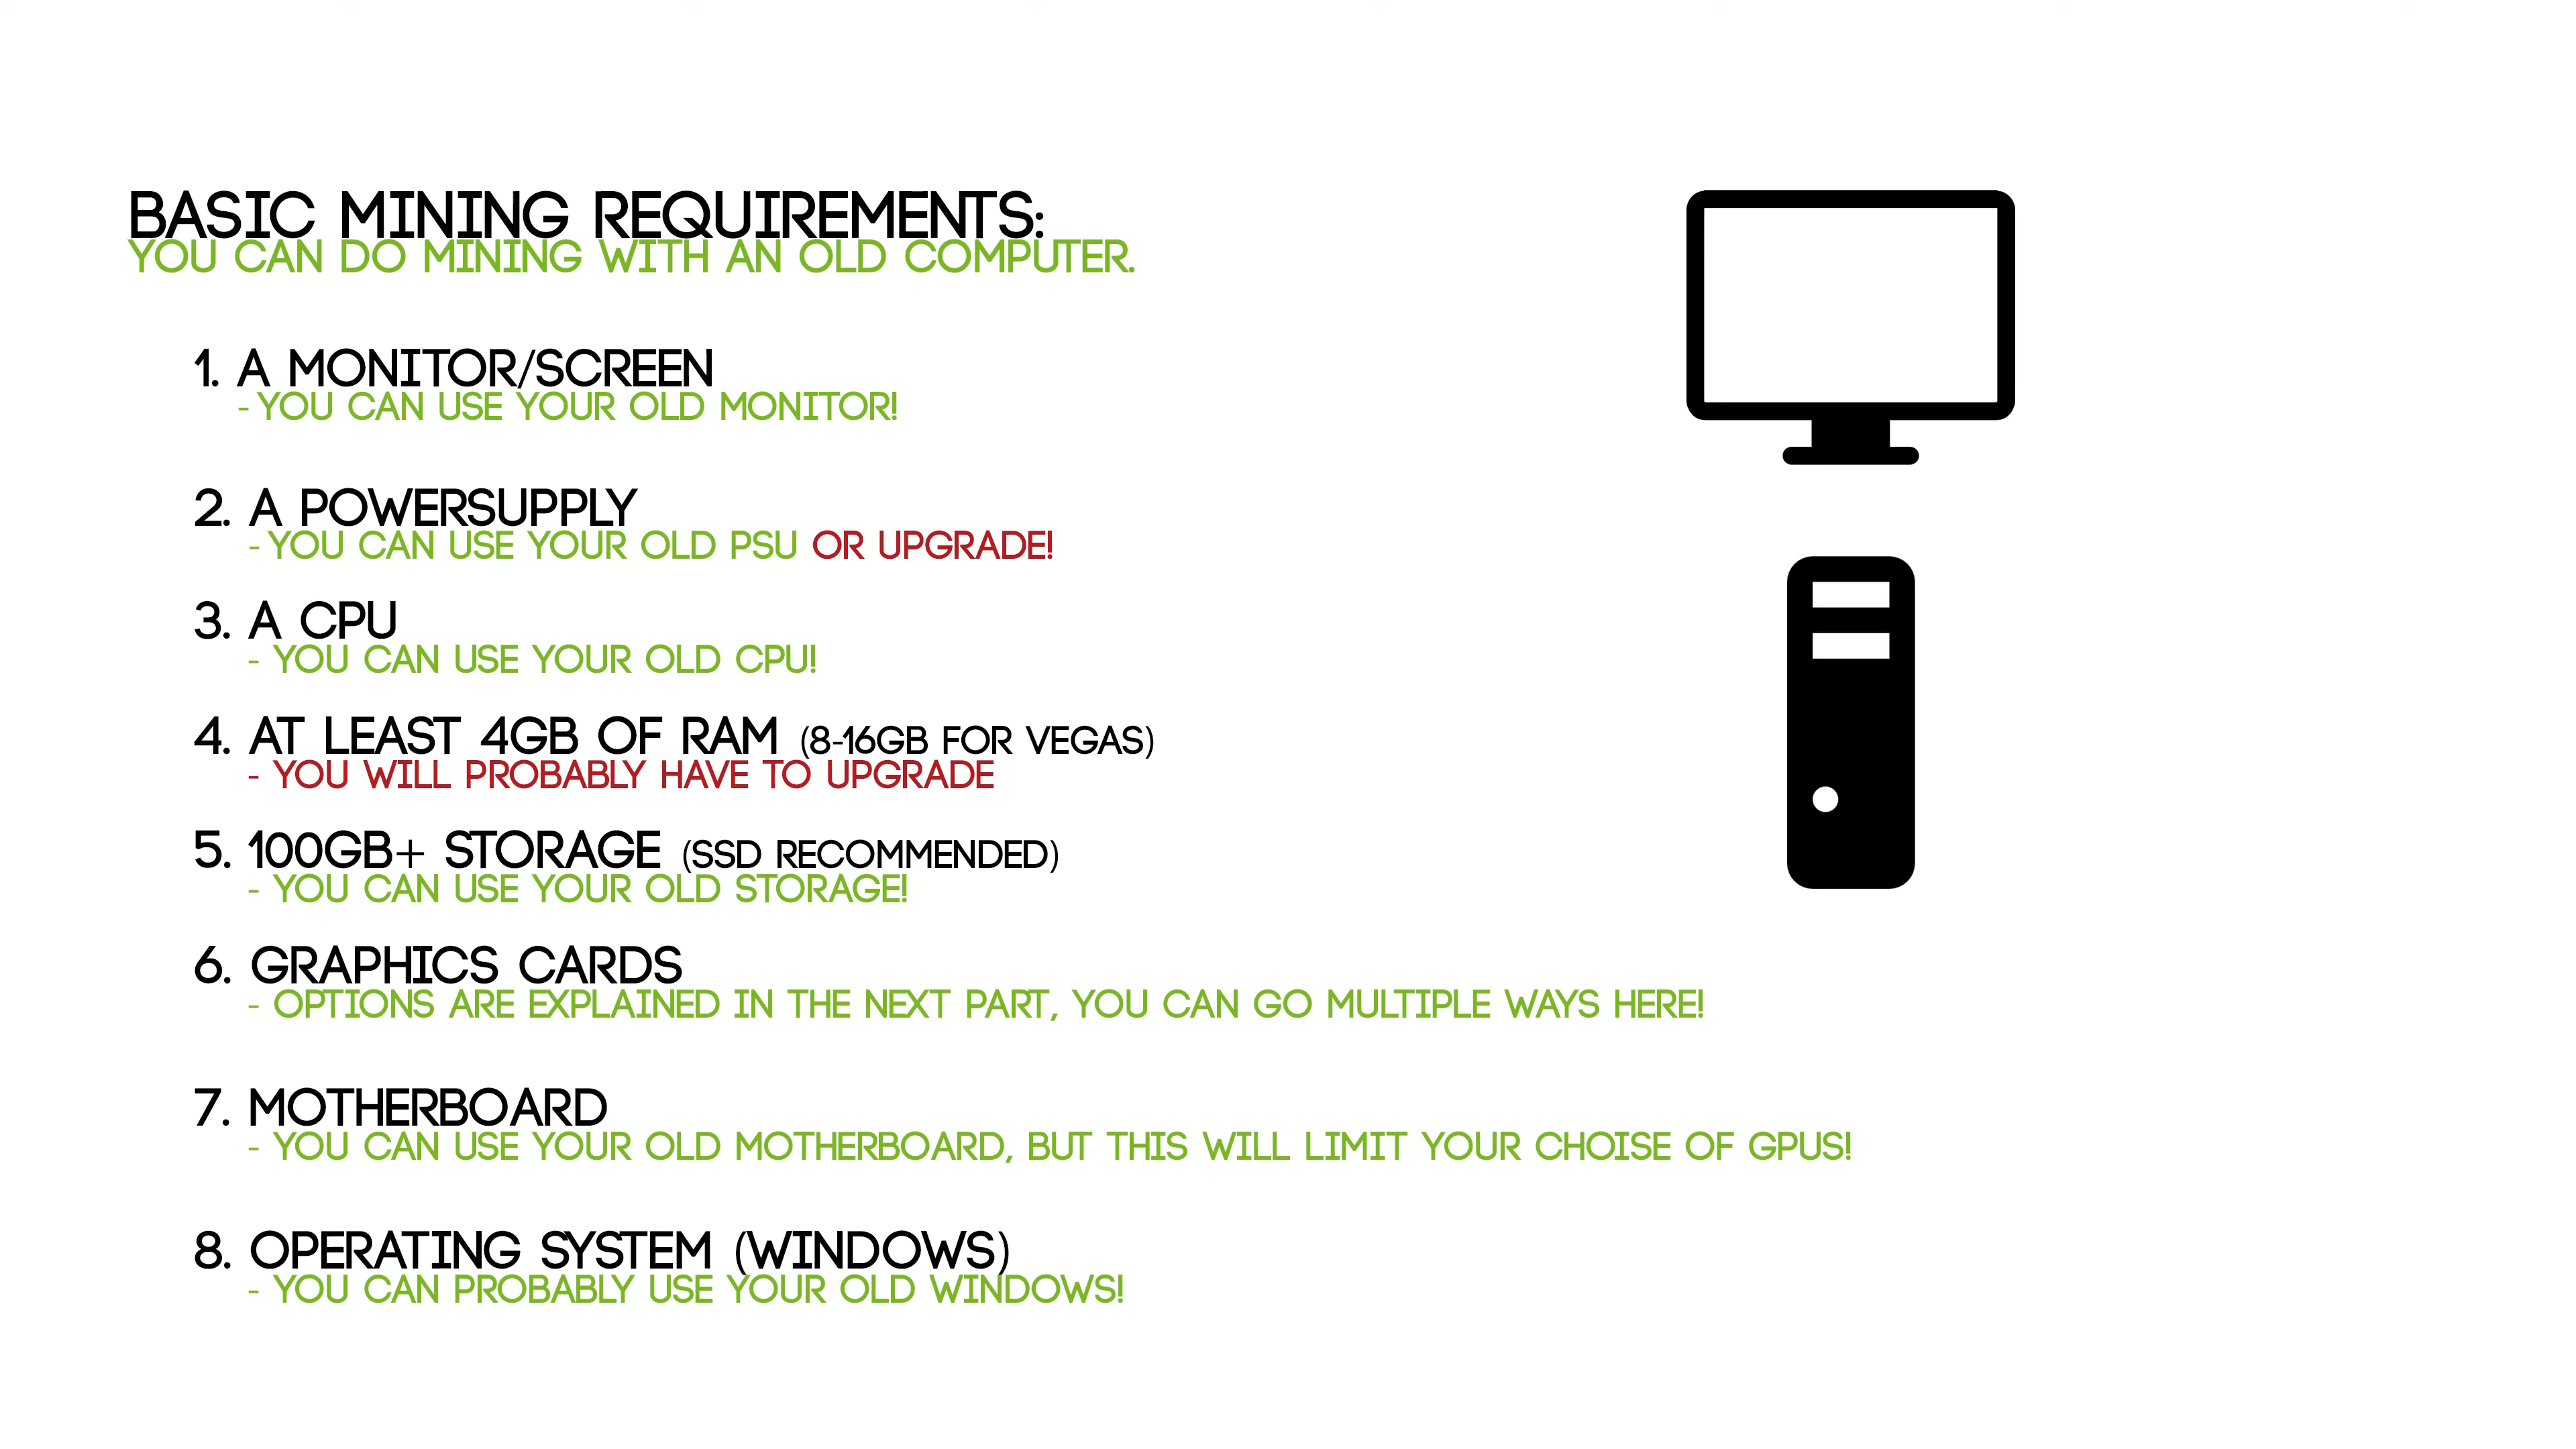 BASIC MINING REQUIREMENTS:
YOU CAN DO MINING WITH AN OLD COMPUTER.
1. A MONITOR/SCREEN
- YOU CAN USE YOUR OLD MONITOR!
2. A POWERSUPPLY
- YOU CAN USE YOUR OLD PSU OR UPGRADE!
3. A CPU
- YOU CAN USE YOUR OLD CPU!
4. AT LEAST 4GB OF RAM (8-16GB FOR VEGAS)
- YOU WILL PROBABLY HAVE TO UPGRADE
5. 100GB+ STORAGE (SSD RECOMMENDED)
- YOU CAN USE YOUR OLD STORAGE!
6. GRAPHICS CARDS
- OPTIONS ARE EXPLAINED IN THE NEXT PART, YOU CAN GO MULTIPLE WAYS HERE!
7. MOTHERBOARD
- YOU CAN USE YOUR OLD MOTHERBOARD, BUT THIS WILL LIMIT YOUR CHOISE OF GPUS!
8. OPERATING SYSTEM (WINDOWS)
- YOU CAN PROBABLY USE YOUR OLD WINDOWS!